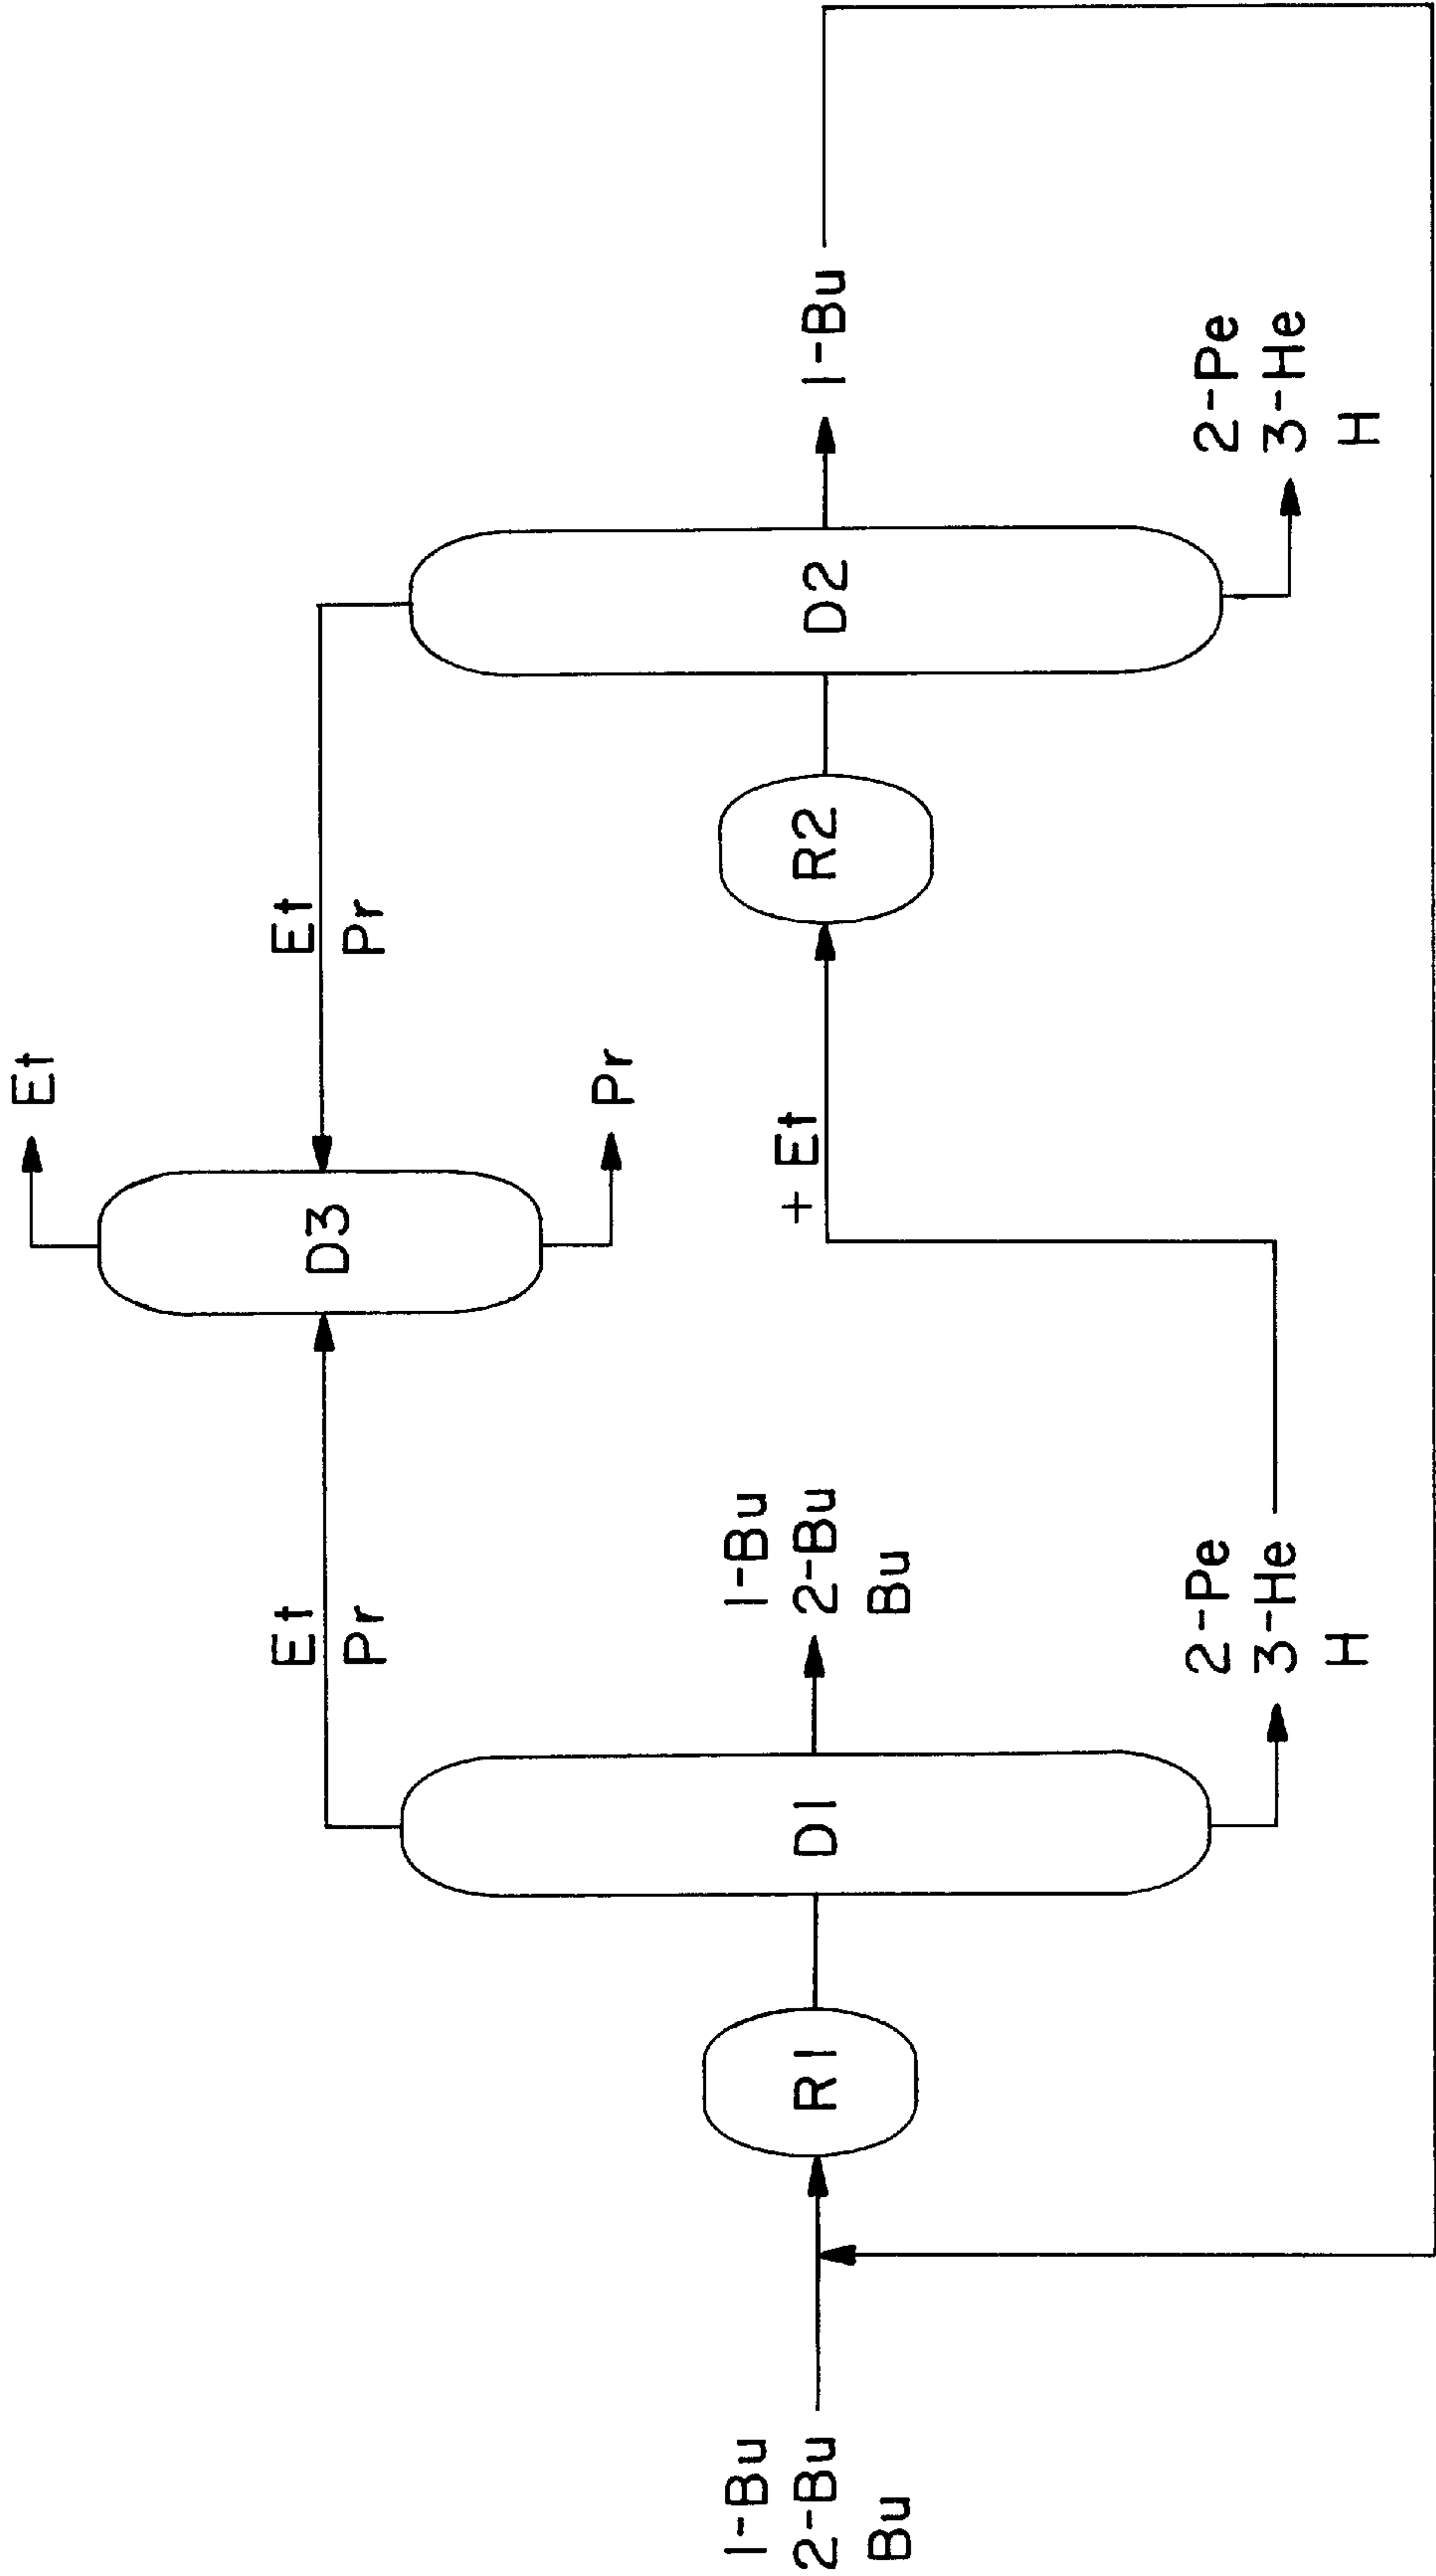 1-Bu
2-Bu
Bu
R1
D1
Et
Pr
1-Bu
2-Bu
Bu
2-Pe
3-He
H
D3
Et
Pr
+ Et
R2
Et
Pr
D2
1-Bu
2-Pe
3-He
H